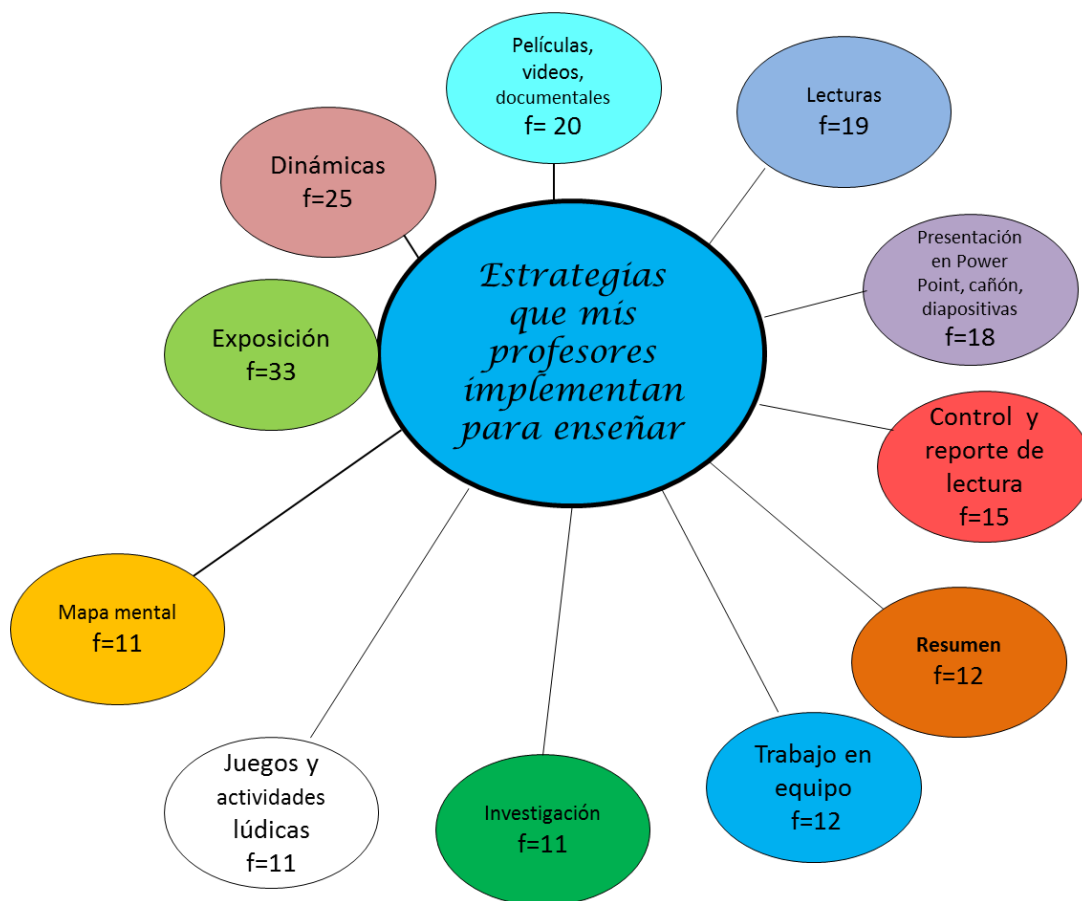 Películas,
videos,
documentales
f= 20
Lecturas
f=19
Dinámicas
f=25
Presentación
en Power
Point, cañón,
diapositivas
f=18
Estrategias
que mis
profesores
implementan
para enseñar
Exposición
f=33
Control y
reporte de
lectura
f=15
Mapa mental
f=11
Resumen
f=12
Juegos y
actividades
lúdicas
f=11
Investigación
f=11
Trabajo en
equipo
f=12